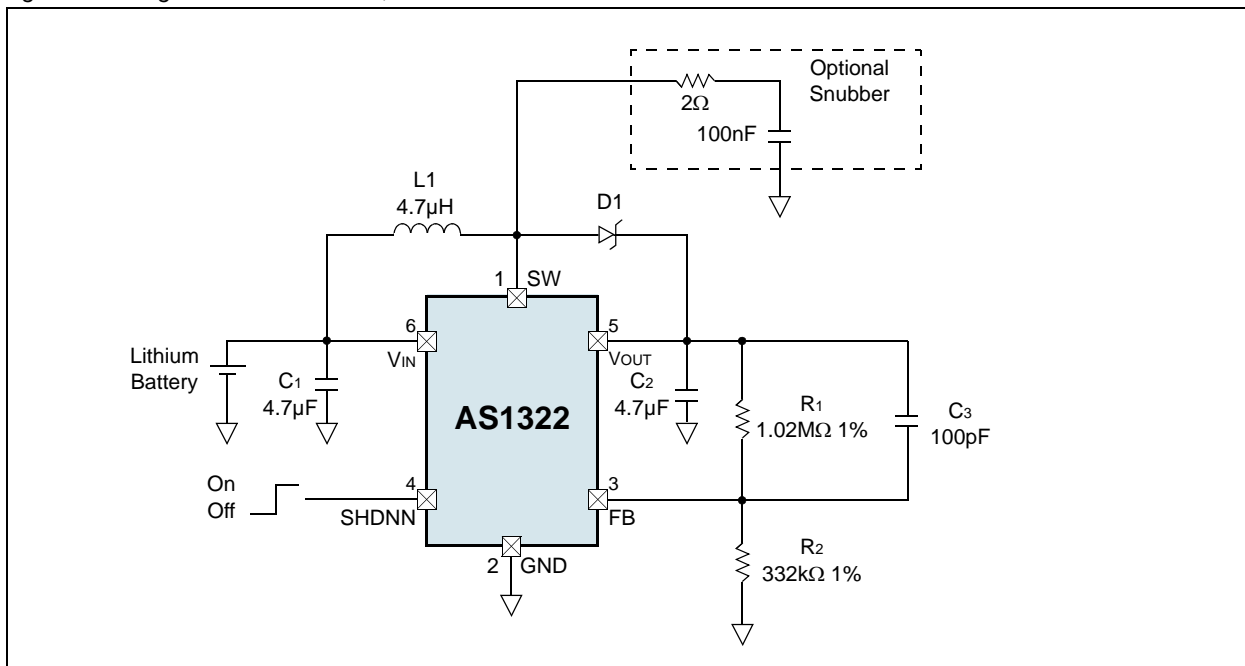 Optional
Snubber
2Ω
100nF
L1
4.7µH
D1
1 SW
6
VIN
5
VOUT
Lithium
Battery
C1
4.7µF
C2
4.7µF
AS1322
R1
1.02MΩ 1%
C3
100pF
On
Off
4
SHDNN
3
FB
2 GND
R2
332kΩ 1%